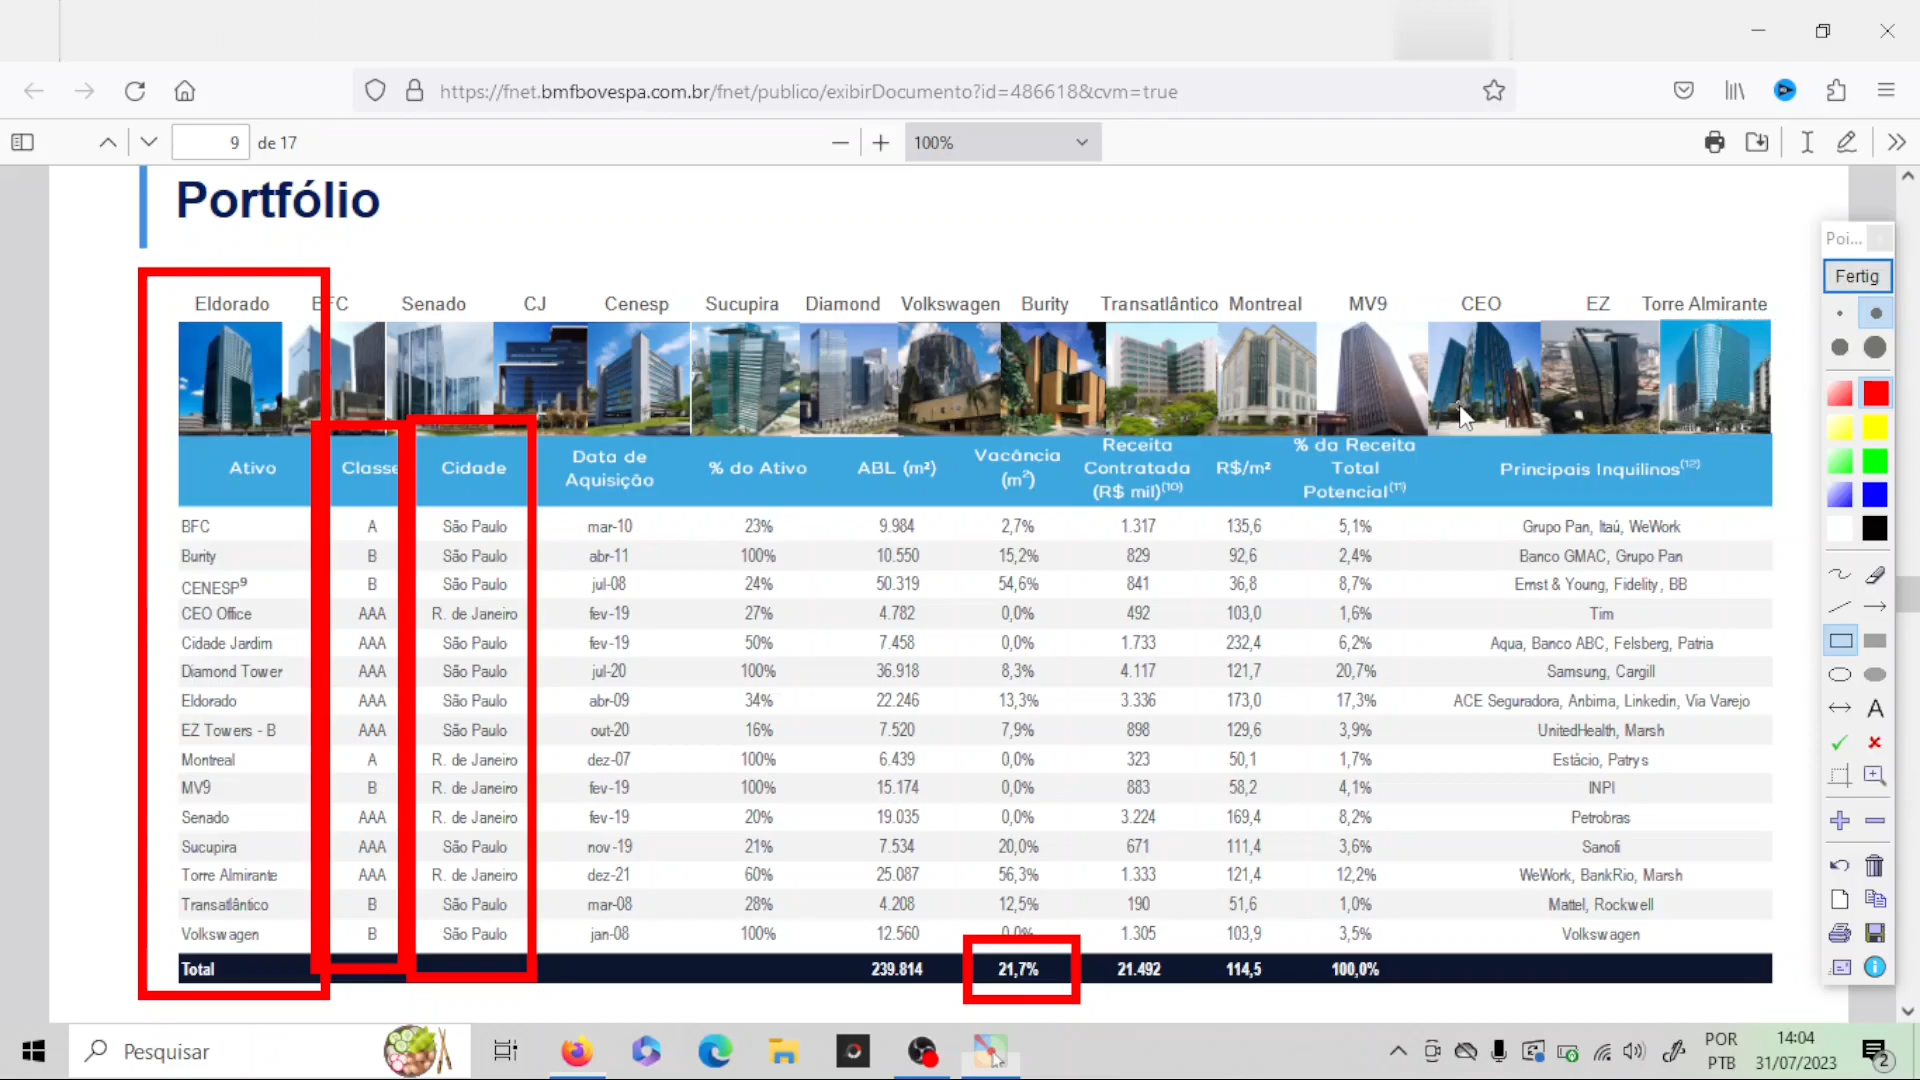 https://fnet.bmfbovespa.com.br/fnet/publico/exibirDocumento?id=486618&cvm=true
9 de 17
100%
Portfólio
Eldorado BFC Senado CJ Cenesp Sucupira Diamond Volkswagen Burity Transatlântico Montreal MV9 CEO EZ Torre Almirante
Ativo Classe Cidade Data de Aquisição % do Ativo ABL (m²) Vacância (m²) Receita Contratada (R$ mil)(10) R$/m² % da Receita Total Potencial(11) Principais Inquilinos(12)
BFC A São Paulo mar-10 23% 9.984 2,7% 1.317 135,6 5,1% Grupo Pan, Itaú, WeWork
Burity B São Paulo abr-11 100% 10.550 15,2% 829 92,6 2,4% Banco GMAC, Grupo Pan
CENESP9 B São Paulo jul-08 24% 50.319 54,6% 841 36,8 8,7% Ernst & Young, Fidelity, BB
CEO Office AAA R. de Janeiro fev-19 27% 4.782 0,0% 492 103,0 1,6% Tim
Cidade Jardim AAA São Paulo fev-19 50% 7.458 0,0% 1.733 232,4 6,2% Aqua, Banco ABC, Felsberg, Patria
Diamond Tower AAA São Paulo jul-20 100% 36.918 8,3% 4.117 121,7 20,7% Samsung, Cargill
Eldorado AAA São Paulo abr-09 34% 22.246 13,3% 3.336 173,0 17,3% ACE Seguradora, Anbima, Linkedin, Via Varejo
EZ Towers - B AAA São Paulo out-20 16% 7.520 7,9% 898 129,6 3,9% UnitedHealth, Marsh
Montreal A R. de Janeiro dez-07 100% 6.439 0,0% 323 50,1 1,7% Estácio, Patrys
MV9 B R. de Janeiro fev-19 100% 15.174 0,0% 883 58,2 4,1% INPI
Senado AAA R. de Janeiro fev-19 20% 19.035 0,0% 3.224 169,4 8,2% Petrobras
Sucupira AAA São Paulo nov-19 21% 7.534 20,0% 671 111,4 3,6% Sanofi
Torre Almirante AAA R. de Janeiro dez-21 60% 25.087 56,3% 1.333 121,4 12,2% WeWork, BankRio, Marsh
Transatlântico B São Paulo mar-08 28% 4.208 12,5% 190 51,6 1,0% Mattel, Rockwell
Volkswagen B São Paulo jan-08 100% 12.560 0,0% 1.305 103,9 3,5% Volkswagen
Total 239.814 21,7% 21.492 114,5 100,0%
Poi...
Fertig
A
Pesquisar
POR
PTB
14:04
31/07/2023
2